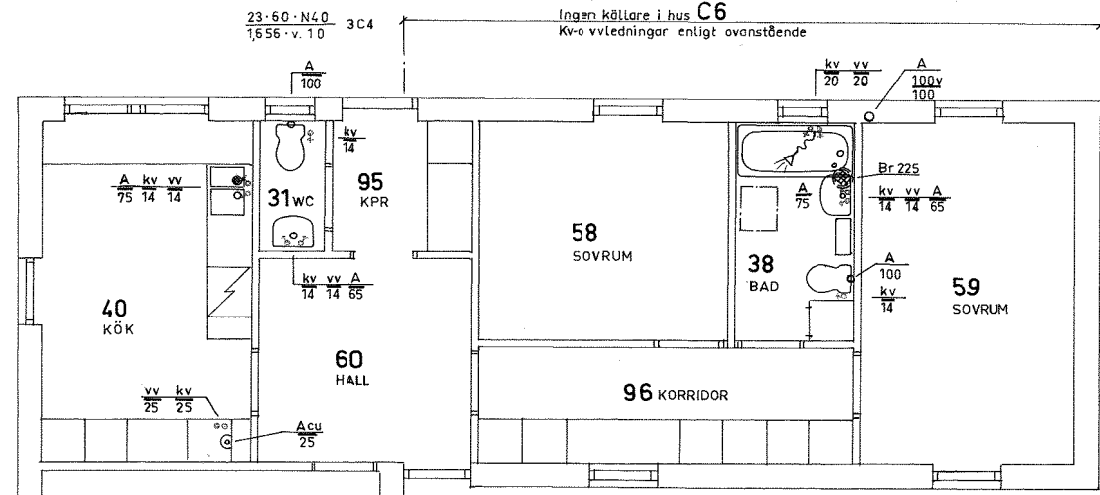 23·60·N40 3C4
1,656·v.10
Ingen källare i hus C6
Kv-o vvledningar enligt ovanstående
A
100
kv vv
20 20
A
100v
100
kv
14
A kv vv
75 14 14
31 WC
95
KPR
58
SOVRUM
A
75
Br 225
kv vv A
14 14 65
38
BAD
A
100
kv
14
59
SOVRUM
kv vv A
14 14 65
40
KÖK
60
HALL
96 KORRIDOR
vv kv
25 25
Acu
25